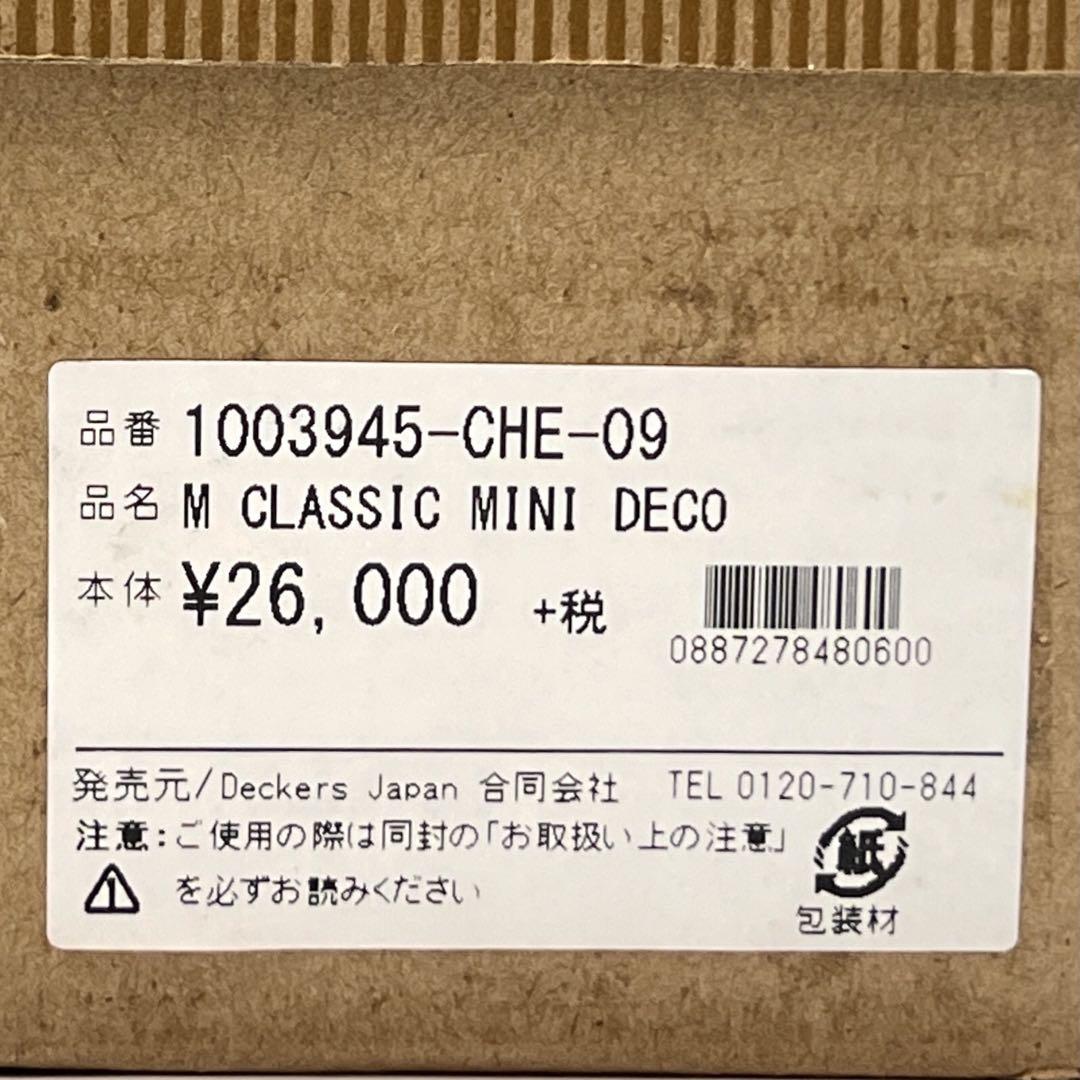 品番 1003945-CHE-09
品名 M CLASSIC MINI DECO
本体 ¥26,000 +税
0887278480600
発売元/Deckers Japan 合同会社 TEL 0120-710-844
注意:ご使用の際は同封の「お取扱い上の注意」
を必ずお読みください
紙
包装材